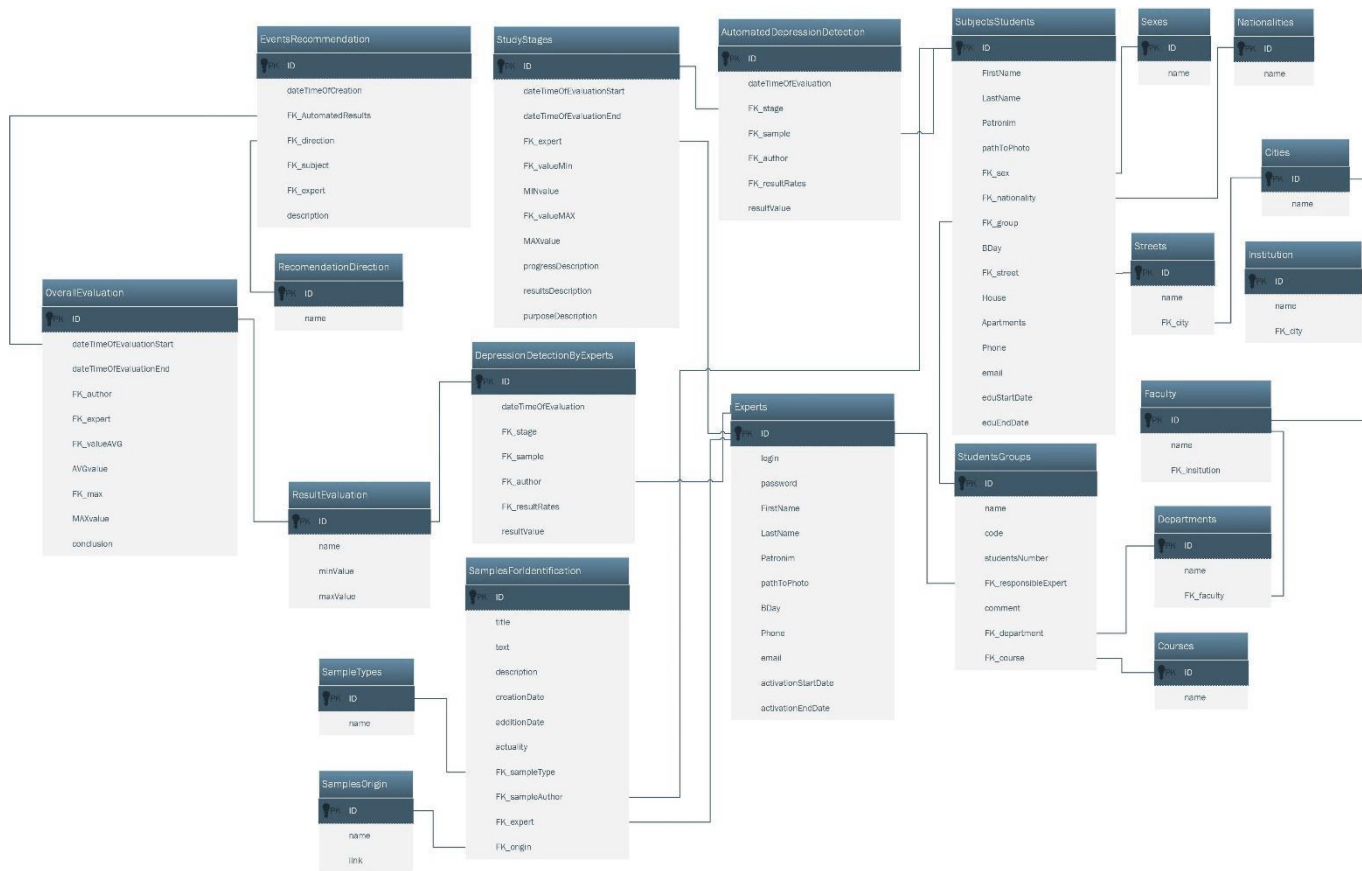 EventsRecommendation
PK ID
dateTimeOfCreation
FK_AutomatedResults
FK_direction
FK_subject
FK_expert
description
StudyStages
PK ID
dateTimeOfEvaluationStart
dateTimeOfEvaluationEnd
FK_expert
FK_valueMin
MINvalue
FK_valueMAX
MAXvalue
progressDescription
resultsDescription
purposeDescription
AutomatedDepressionDetection
PK ID
dateTimeOfEvaluation
FK_stage
FK_sample
FK_author
FK_resultRates
resultValue
SubjectsStudents
PK ID
FirstName
LastName
Patronim
pathToPhoto
FK_sex
FK_nationality
FK_group
BDay
FK_street
House
Apartments
Phone
email
eduStartDate
eduEndDate
Sexes
PK ID
name
Nationalities
PK ID
name
Cities
PK ID
name
Streets
PK ID
name
FK_city
Institution
PK ID
name
FK_city
RecomendationDirection
PK ID
name
OverallEvaluation
PK ID
dateTimeOfEvaluationStart
dateTimeOfEvaluationEnd
FK_author
FK_expert
FK_valueAVG
AVGvalue
FK_max
MAXvalue
conclusion
DepressionDetectionByExperts
PK ID
dateTimeOfEvaluation
FK_stage
FK_sample
FK_author
FK_resultRates
resultValue
Experts
PK ID
login
password
FirstName
LastName
Patronim
pathToPhoto
BDay
Phone
email
activationStartDate
activationEndDate
Faculty
PK ID
name
FK_insitution
StudentsGroups
PK ID
name
code
studentsNumber
FK_responsibleExpert
comment
FK_department
FK_course
Departments
PK ID
name
FK_faculty
Courses
PK ID
name
ResultEvaluation
PK ID
name
minValue
maxValue
SamplesForIdentification
PK ID
title
text
description
creationDate
additionDate
actuality
FK_sampleType
FK_sampleAuthor
FK_expert
FK_origin
SampleTypes
PK ID
name
SamplesOrigin
PK ID
name
link